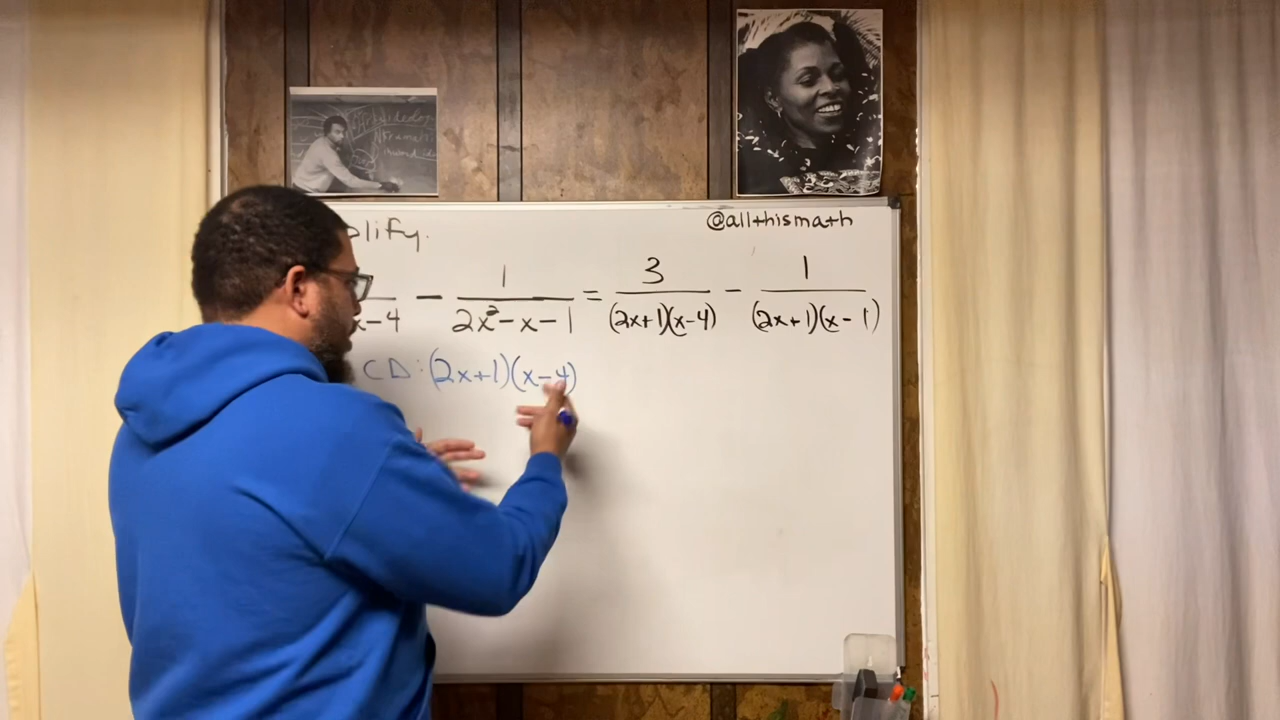 plify.
@allthismath
x-4 - 1/(2x²-x-1) = 3/((2x+1)(x-4)) - 1/((2x+1)(x-1))
CD:(2x+1)(x-4)